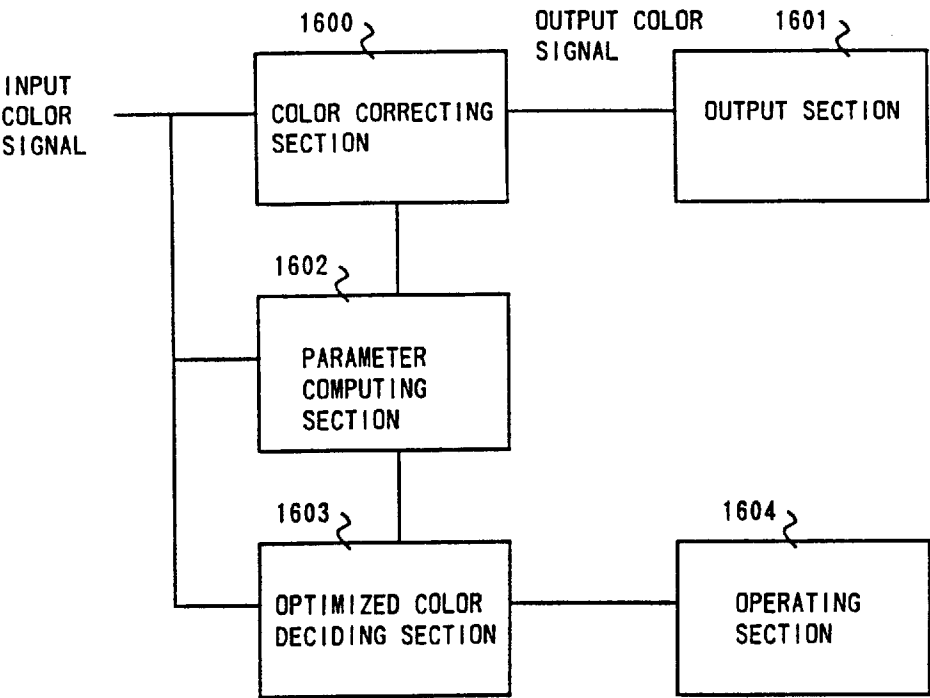 1600
OUTPUT COLOR
SIGNAL
1601
INPUT
COLOR
SIGNAL
COLOR CORRECTING
SECTION
OUTPUT SECTION
1602
PARAMETER
COMPUTING
SECTION
1603
1604
OPTIMIZED COLOR
DECIDING SECTION
OPERATING
SECTION